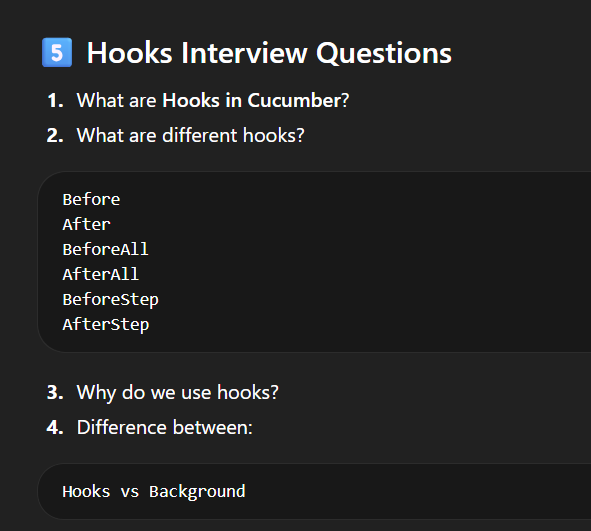 5️⃣ Hooks Interview Questions
1. What are Hooks in Cucumber?
2. What are different hooks?
Before
After
BeforeAll
AfterAll
BeforeStep
AfterStep
3. Why do we use hooks?
4. Difference between:
Hooks vs Background